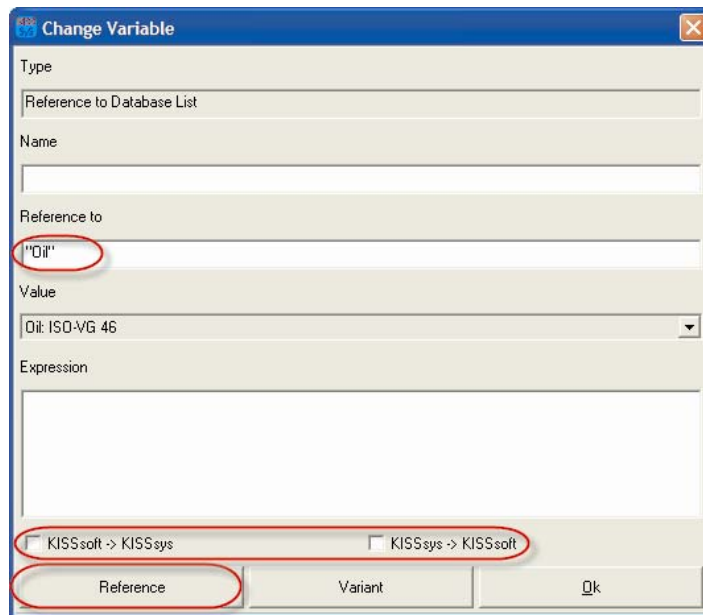 Change Variable
Type
Reference to Database List
Name
Reference to
"Oil"
Value
Oil: ISO-VG 46
Expression
KISSsoft -> KISSsys KISSsys -> KISSsoft
Reference Variant Ok